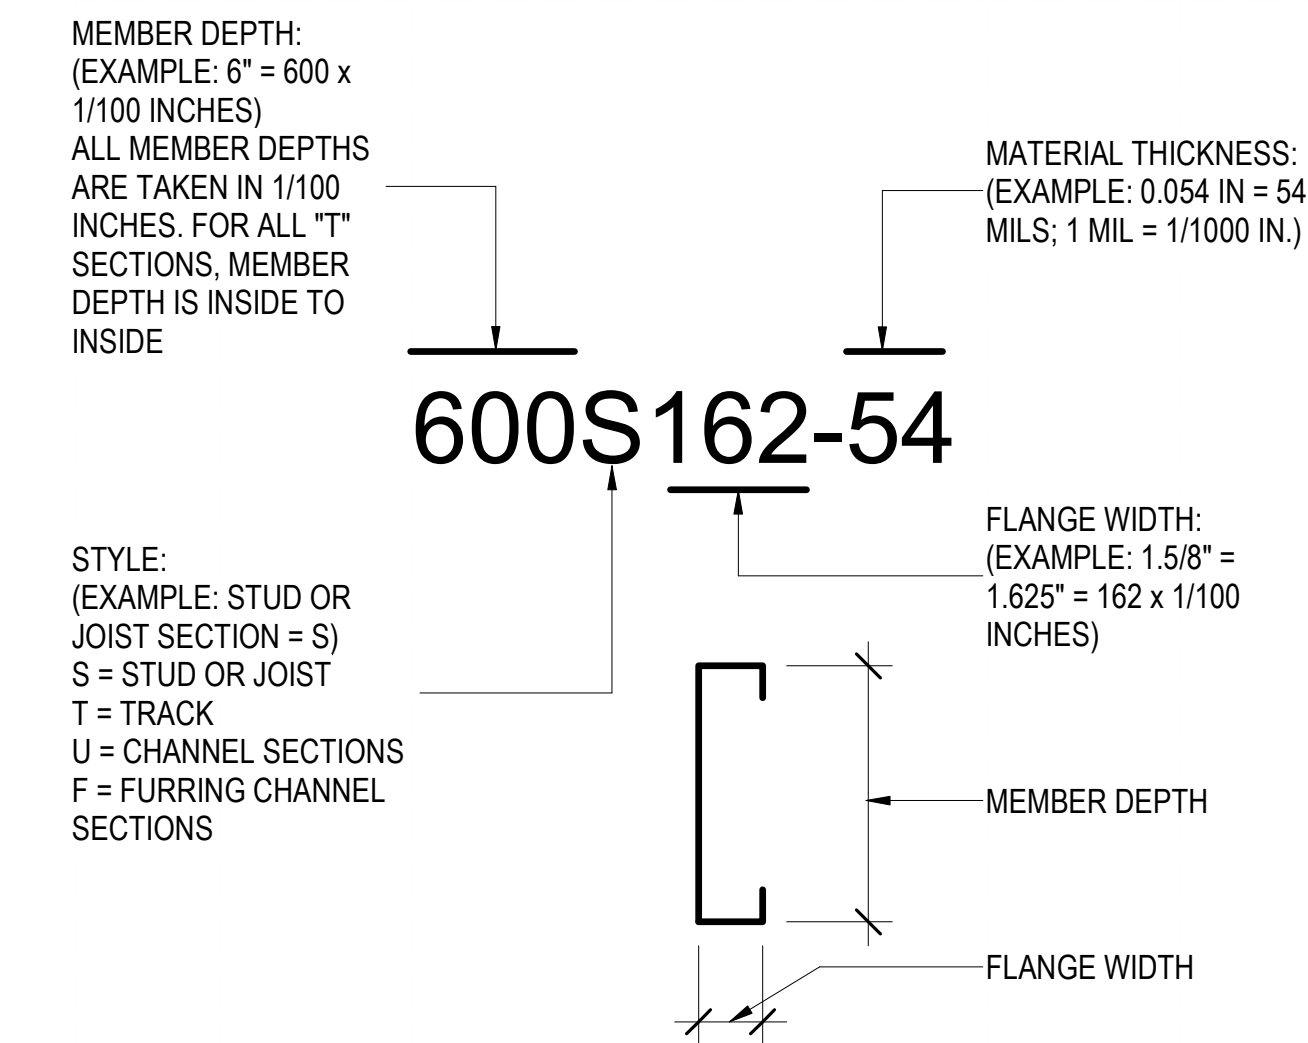 MEMBER DEPTH:
(EXAMPLE: 6" = 600 x
1/100 INCHES)
ALL MEMBER DEPTHS
ARE TAKEN IN 1/100
INCHES. FOR ALL "T"
SECTIONS, MEMBER
DEPTH IS INSIDE TO
INSIDE
MATERIAL THICKNESS:
(EXAMPLE: 0.054 IN = 54
MILS; 1 MIL = 1/1000 IN.)
600S162-54
STYLE:
(EXAMPLE: STUD OR
JOIST SECTION = S)
S = STUD OR JOIST
T = TRACK
U = CHANNEL SECTIONS
F = FURRING CHANNEL
SECTIONS
FLANGE WIDTH:
(EXAMPLE: 1.5/8" =
1.625" = 162 x 1/100
INCHES)
MEMBER DEPTH
FLANGE WIDTH